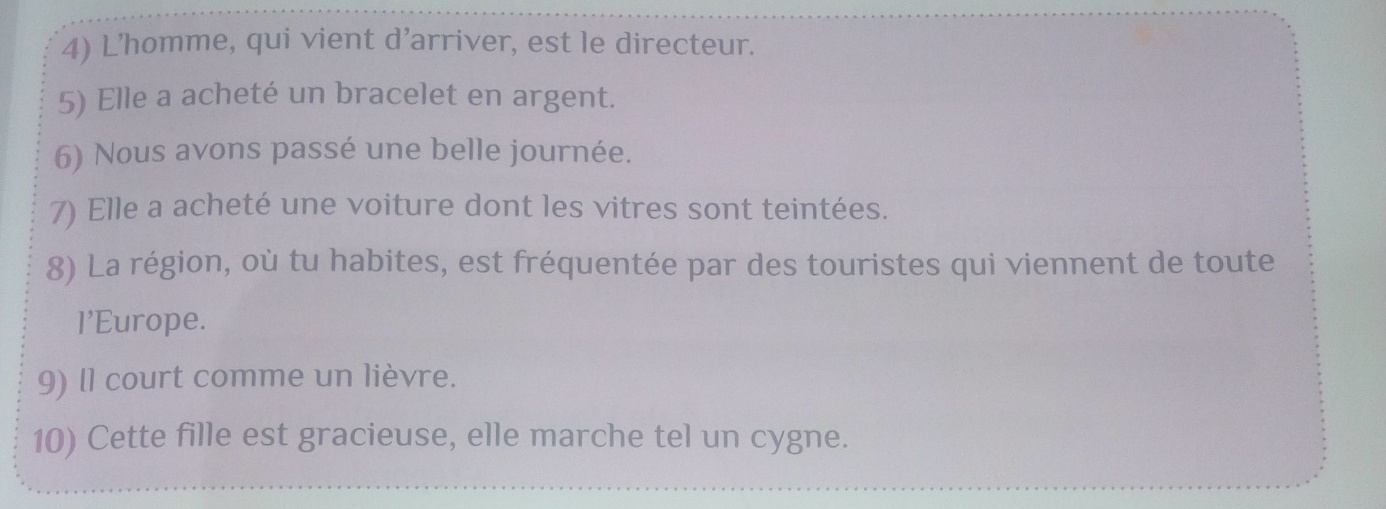 4) L'homme, qui vient d'arriver, est le directeur.
5) Elle a acheté un bracelet en argent.
6) Nous avons passé une belle journée.
7) Elle a acheté une voiture dont les vitres sont teintées.
8) La région, où tu habites, est fréquentée par des touristes qui viennent de toute
l'Europe.
9) Il court comme un lièvre.
10) Cette fille est gracieuse, elle marche tel un cygne.